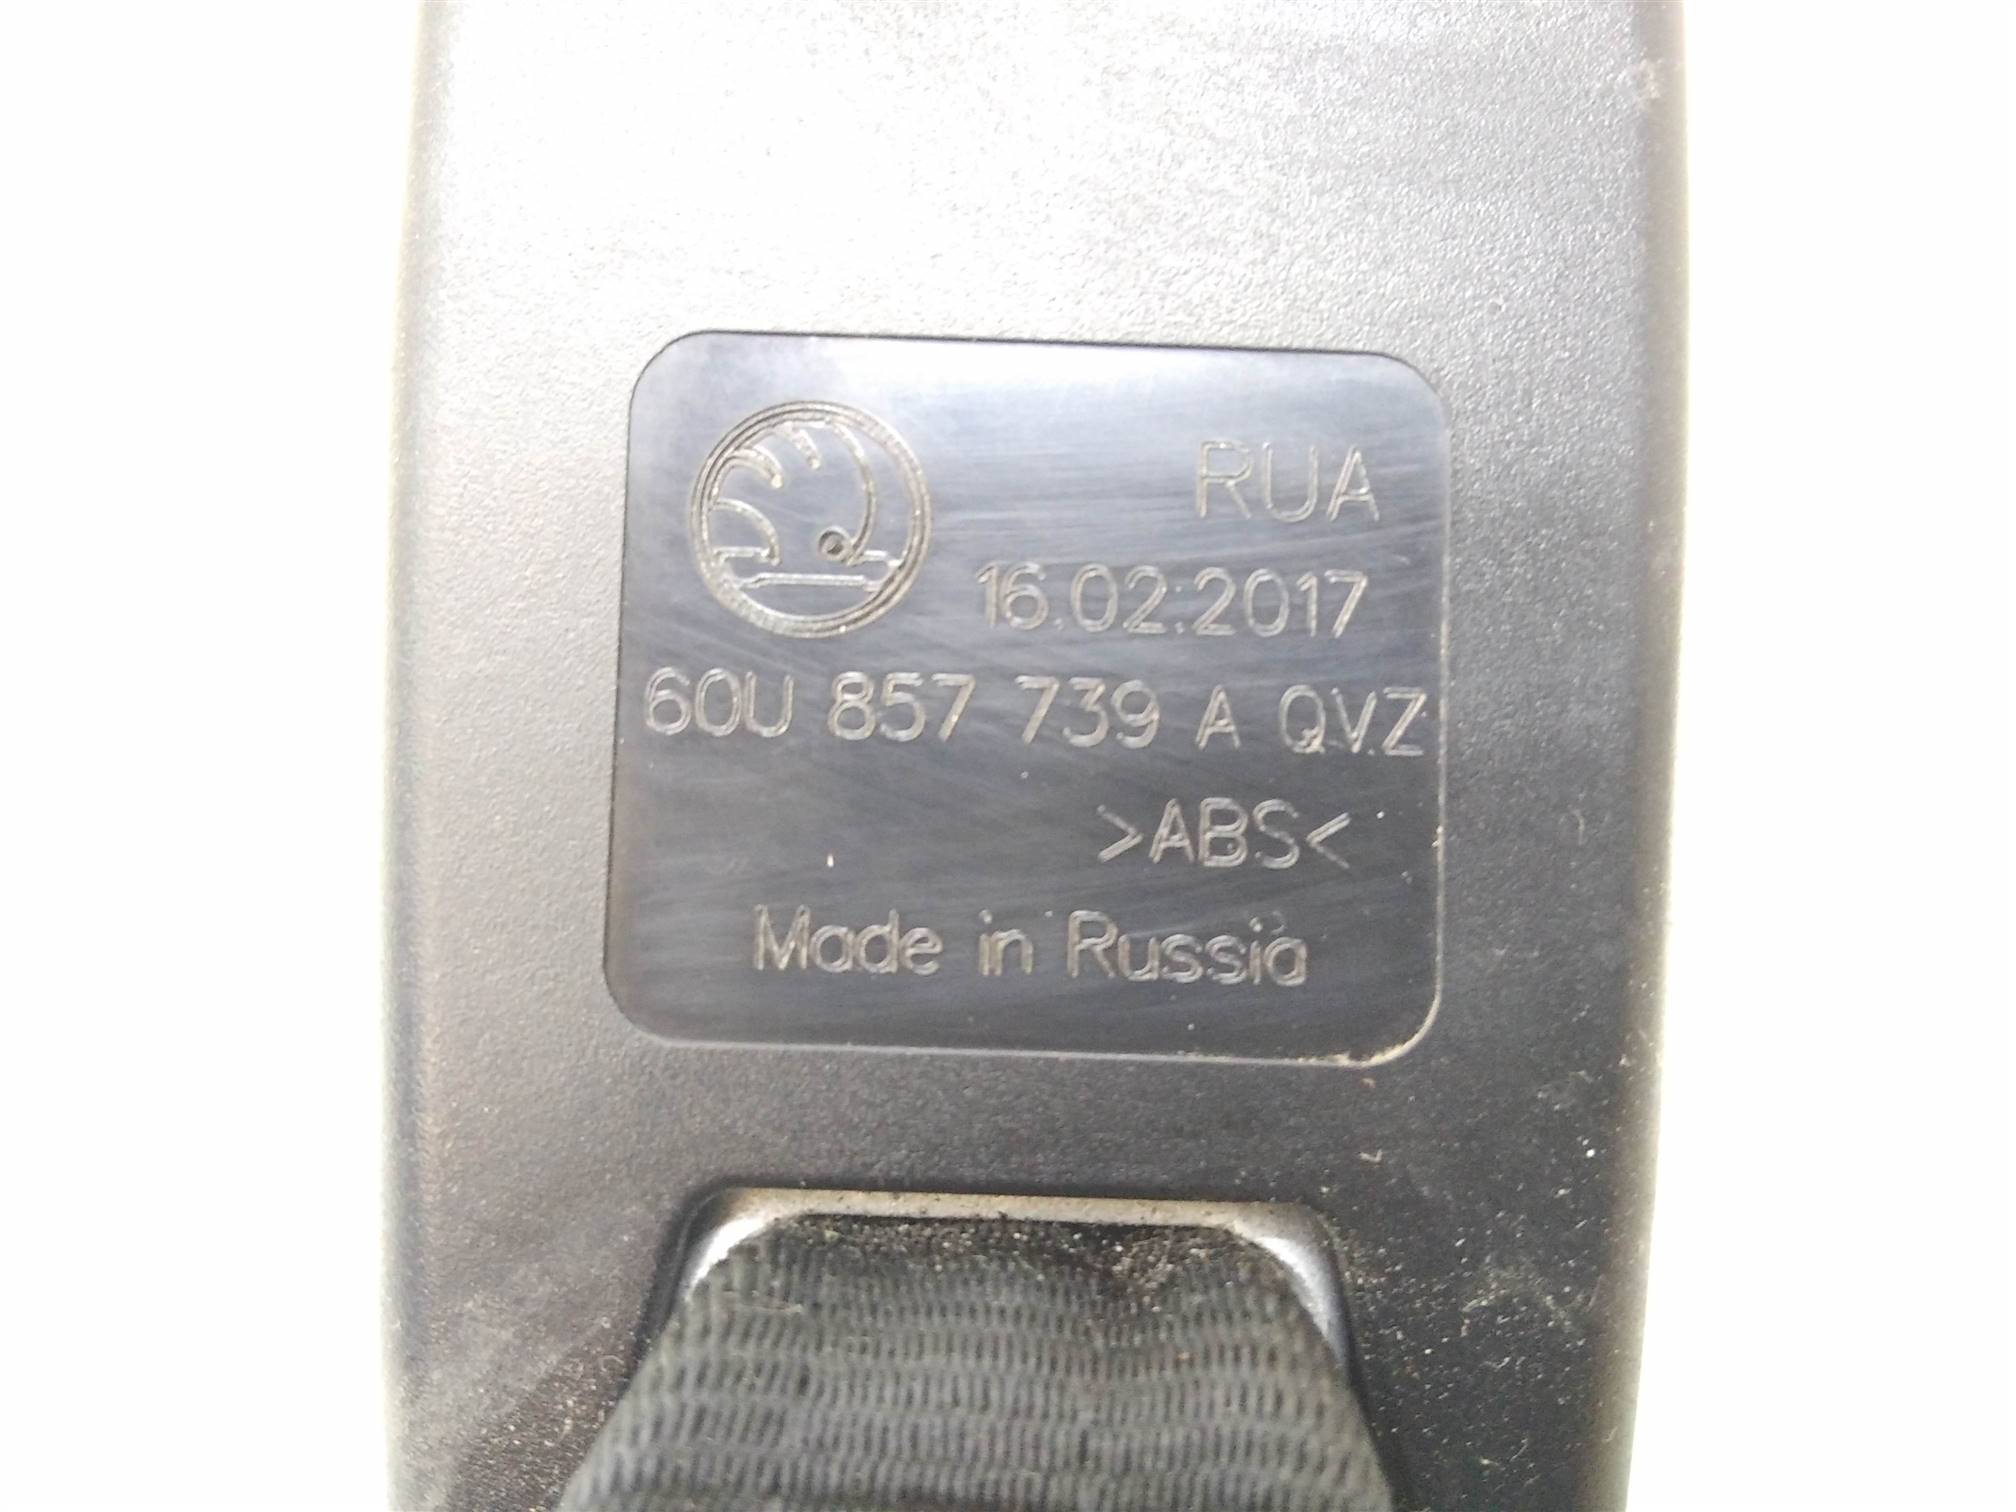 RUA
16.02.2017
60U 857 739 A QVZ
>ABS<
Made in Russia